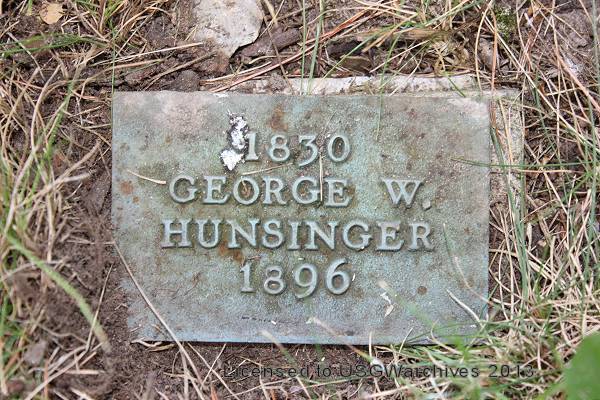 1830
GEORGE W.
HUNSINGER
1896
Licensed to USGWarchives 2013